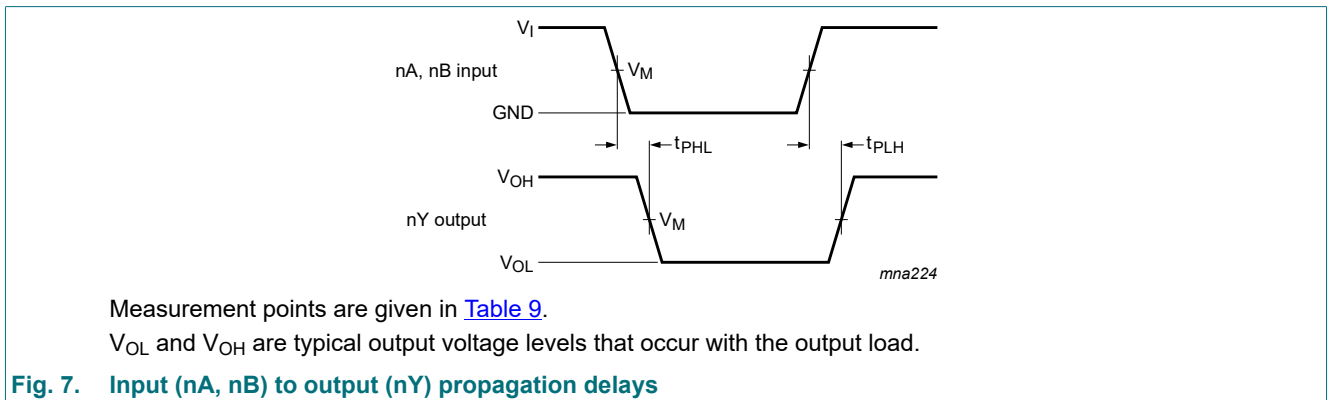 V_I
nA, nB input
V_M
GND
t_PHL
t_PLH
V_OH
nY output
V_M
V_OL
mna224
Measurement points are given in Table 9.
V_OL and V_OH are typical output voltage levels that occur with the output load.
Fig. 7. Input (nA, nB) to output (nY) propagation delays